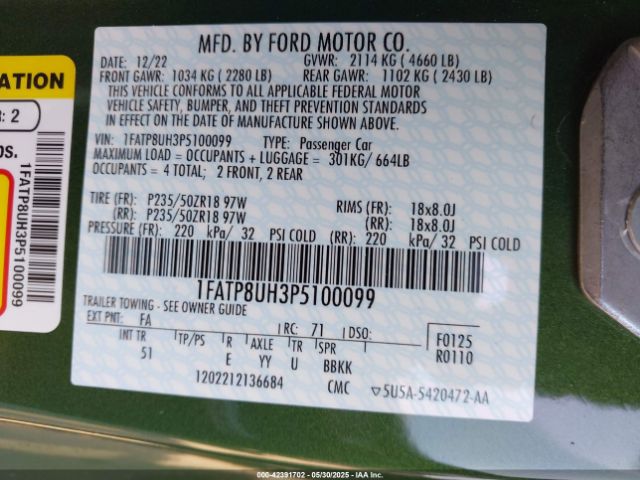 MFD. BY FORD MOTOR CO.
12/22 GVWR: 2114 KG ( 4660 LB)
FRONT GAWR: 1034 KG ( 2280 LB) REAR GAWR: 1102 KG ( 2430 LB)
THIS VEHICLE CONFORMS TO ALL APPLICABLE FEDERAL MOTOR
VEHICLE SAFETY, BUMPER, AND THEFT PREVENTION STANDARDS
IN EFFECT ON THE DATE OF MANUFACTURE SHOWN ABOVE.
VIN: 1FATP8UH3P5100099 TYPE: Passenger Car
MAXIMUM LOAD = OCCUPANTS + LUGGAGE = 301KG/ 664LB
OCCUPANTS = 4 TOTAL; 2 FRONT, 2 REAR
TIRE (FR): P235/50ZR18 97W RIMS (FR): 18x8.0J
(RR): P235/50ZR18 97W (RR): 18x8.0J
PRESSURE (FR): 220 kPa/ 32 PSI COLD (RR): 220 kPa/ 32 PSI COLD
1FATP8UH3P5100099
TRAILER TOWING - SEE OWNER GUIDE
EXT PNT: FA RC: 71 DSO: F0125
INT TR TP/PS R AXLE TR SPR R0110
51 E YY U BBKK
1202212136684 CMC 5U5A-5420472-AA
ATION
R: 2
bs.
1FATP8UH3P5100099
000-42391702 - 05/30/2025 - IAAI.com